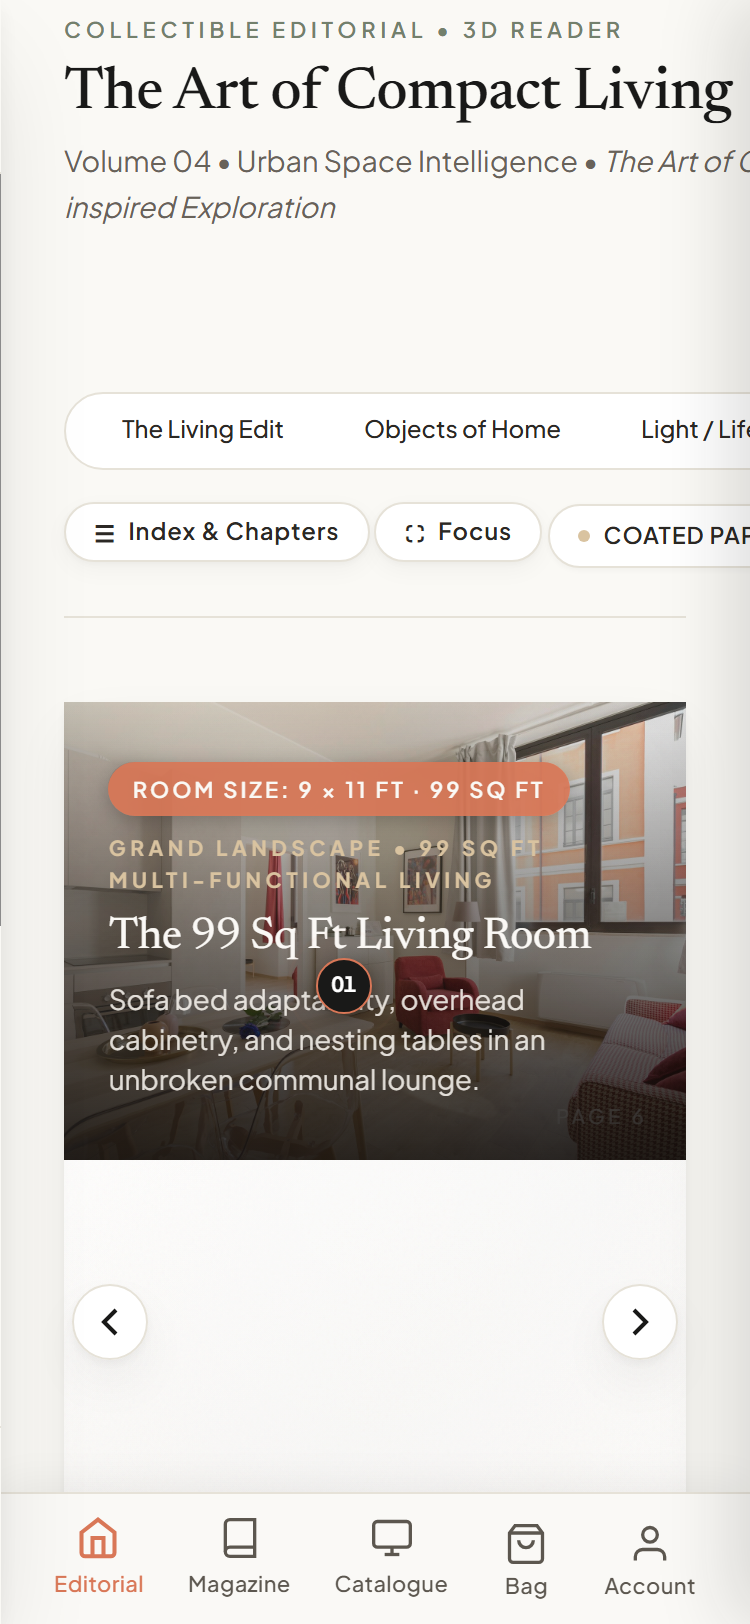 COLLECTIBLE EDITORIAL • 3D READER
The Art of Compact Living
Volume 04 • Urban Space Intelligence • The Art of
inspired Exploration
The Living Edit
Objects of Home
Light / Life
Index & Chapters
Focus
COATED
ROOM SIZE: 9 × 11 FT · 99 SQ FT
GRAND LANDSCAPE • 99 SQ FT
MULTI-FUNCTIONAL LIVING
The 99 Sq Ft Living Room
01
Sofa bed overhead
cabinetry, and nesting tables in an
unbroken communal lounge.
PAGE 6
Editorial
Magazine
Catalogue
Bag
Account